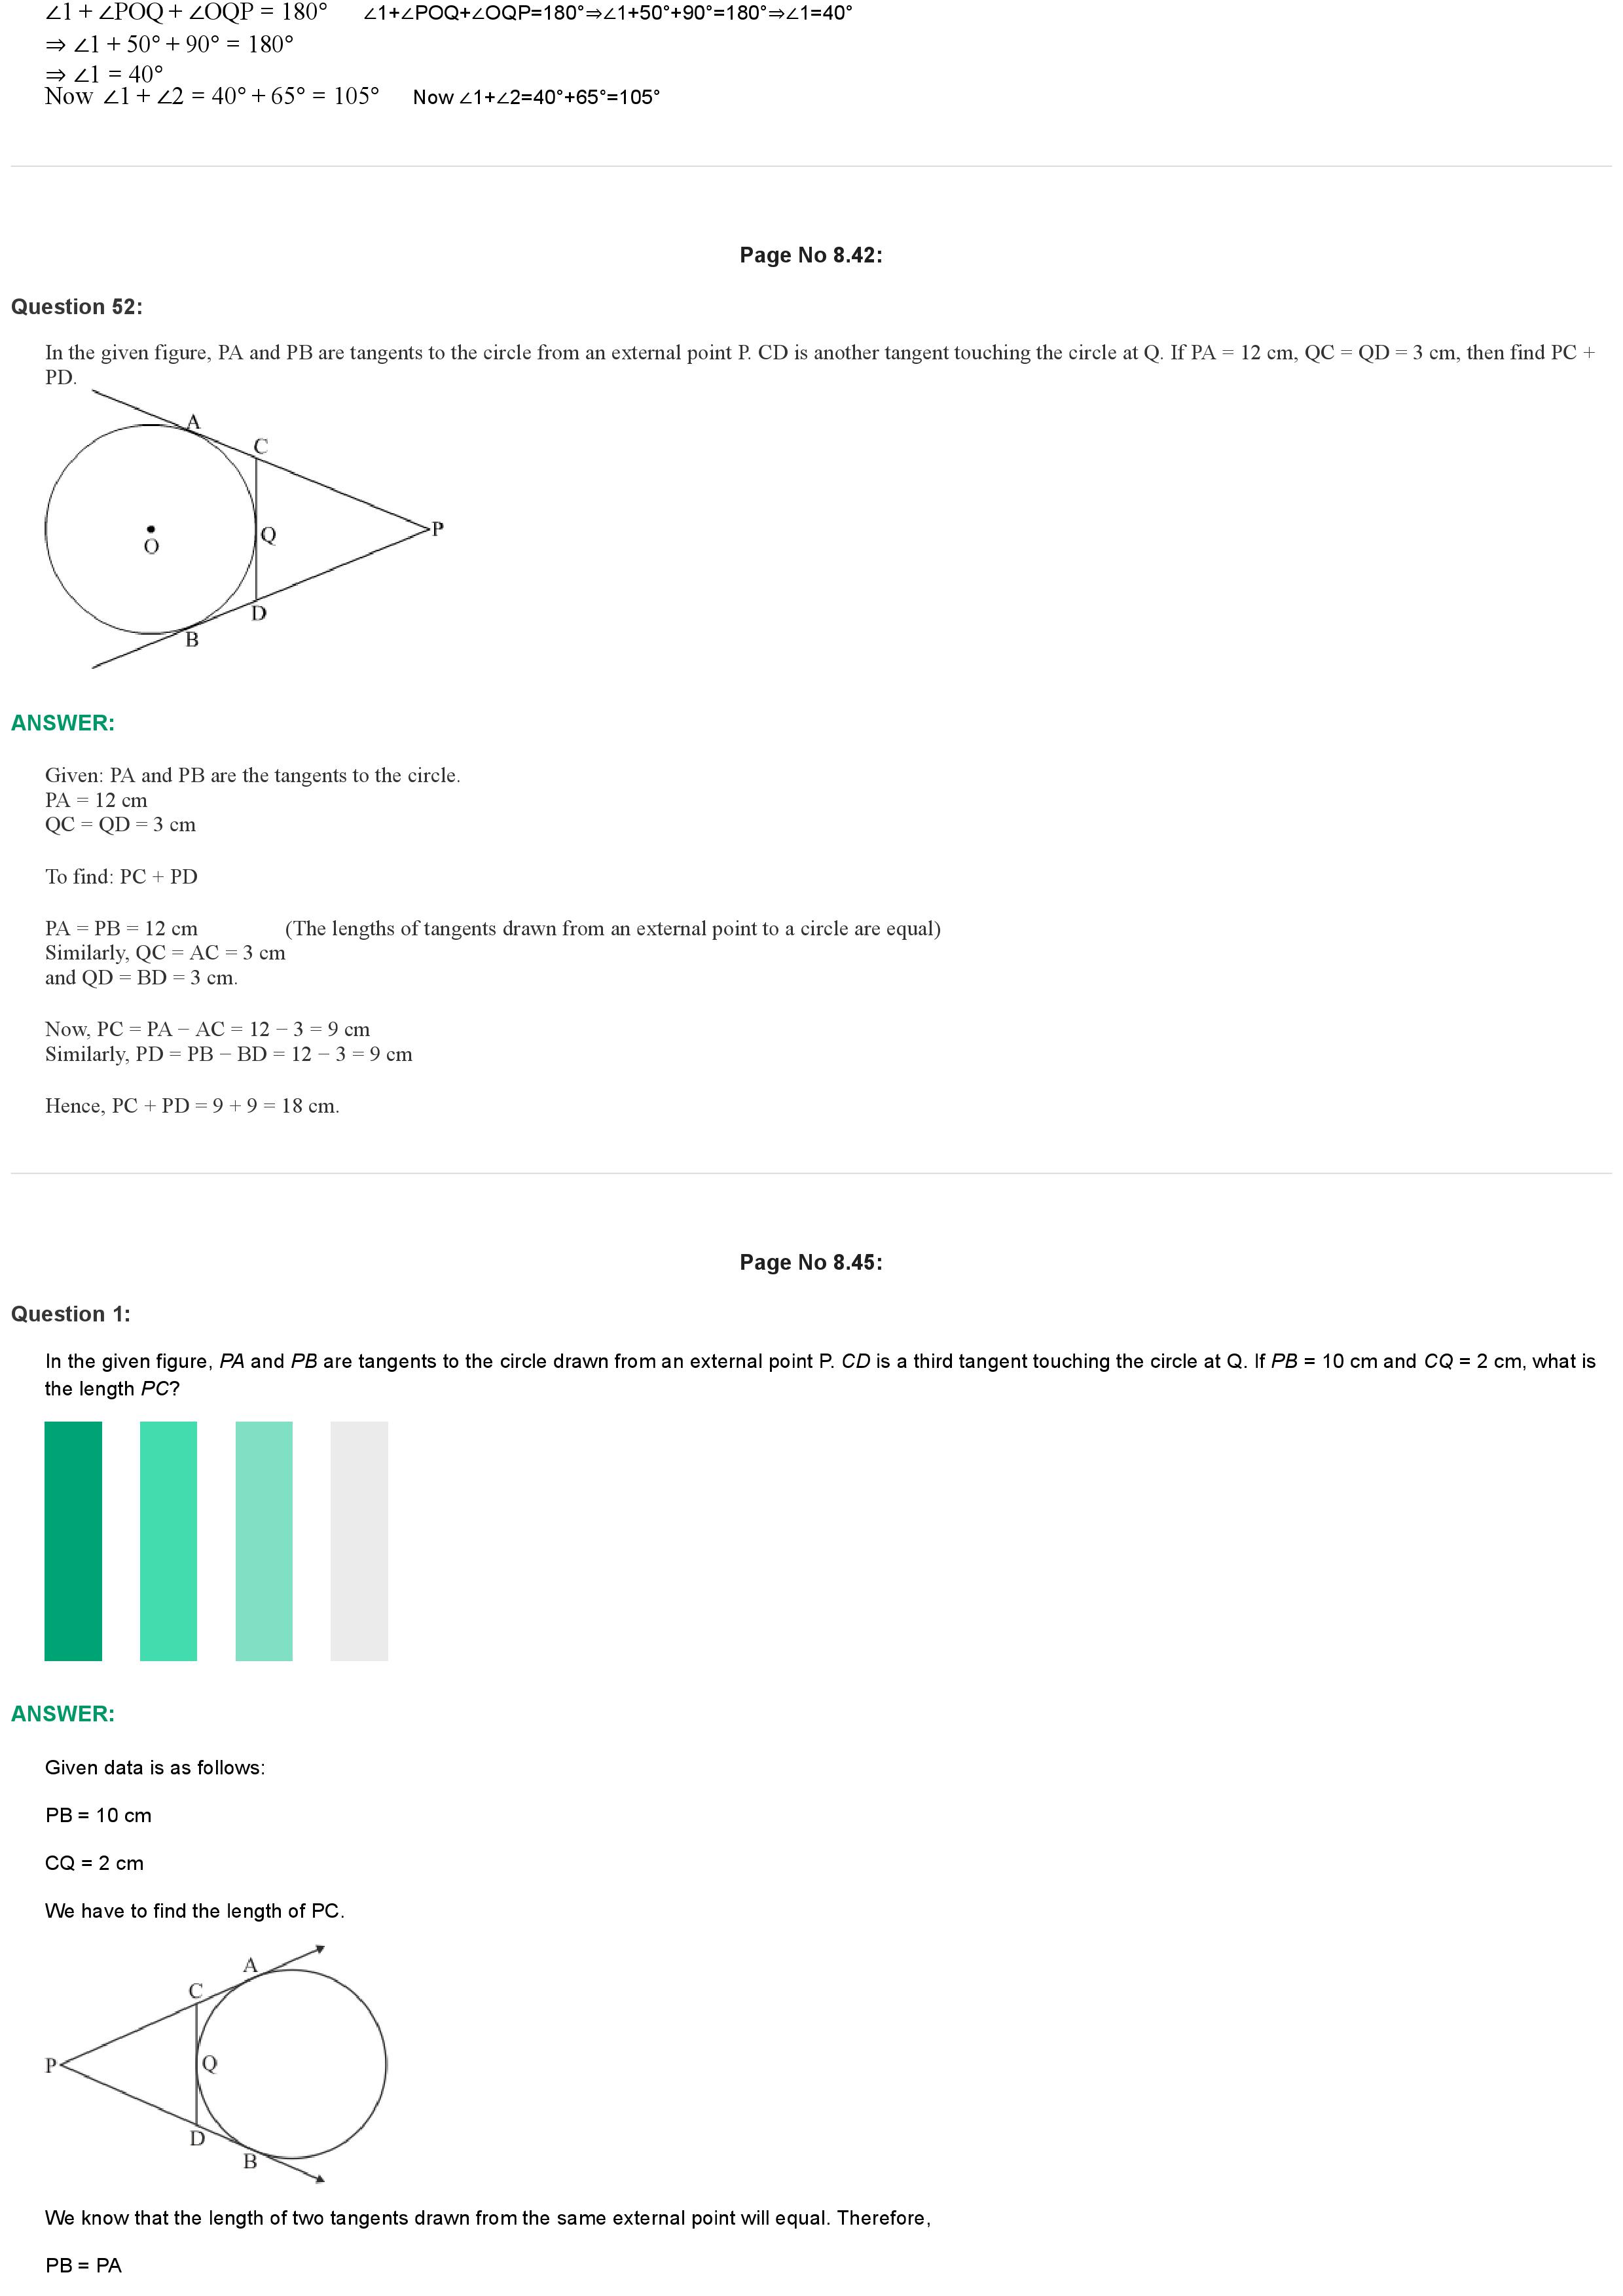 ∠1 + ∠POQ + ∠OQP = 180° ∠1+∠POQ+∠OQP=180°⇒∠1+50°+90°=180°⇒∠1=40°
⇒ ∠1 + 50° + 90° = 180°
⇒ ∠1 = 40°
Now ∠1 + ∠2 = 40° + 65° = 105° Now ∠1+∠2=40°+65°=105°
Page No 8.42:
Question 52:
In the given figure, PA and PB are tangents to the circle from an external point P. CD is another tangent touching the circle at Q. If PA = 12 cm, QC = QD = 3 cm, then find PC +
PD.
A
C
P
Q
O
D
B
ANSWER:
Given: PA and PB are the tangents to the circle.
PA = 12 cm
QC = QD = 3 cm
To find: PC + PD
PA = PB = 12 cm (The lengths of tangents drawn from an external point to a circle are equal)
Similarly, QC = AC = 3 cm
and QD = BD = 3 cm.
Now, PC = PA − AC = 12 − 3 = 9 cm
Similarly, PD = PB − BD = 12 − 3 = 9 cm
Hence, PC + PD = 9 + 9 = 18 cm.
Page No 8.45:
Question 1:
In the given figure, PA and PB are tangents to the circle drawn from an external point P. CD is a third tangent touching the circle at Q. If PB = 10 cm and CQ = 2 cm, what is
the length PC?
ANSWER:
Given data is as follows:
PB = 10 cm
CQ = 2 cm
We have to find the length of PC.
A
C
P
Q
D
B
We know that the length of two tangents drawn from the same external point will equal. Therefore,
PB = PA